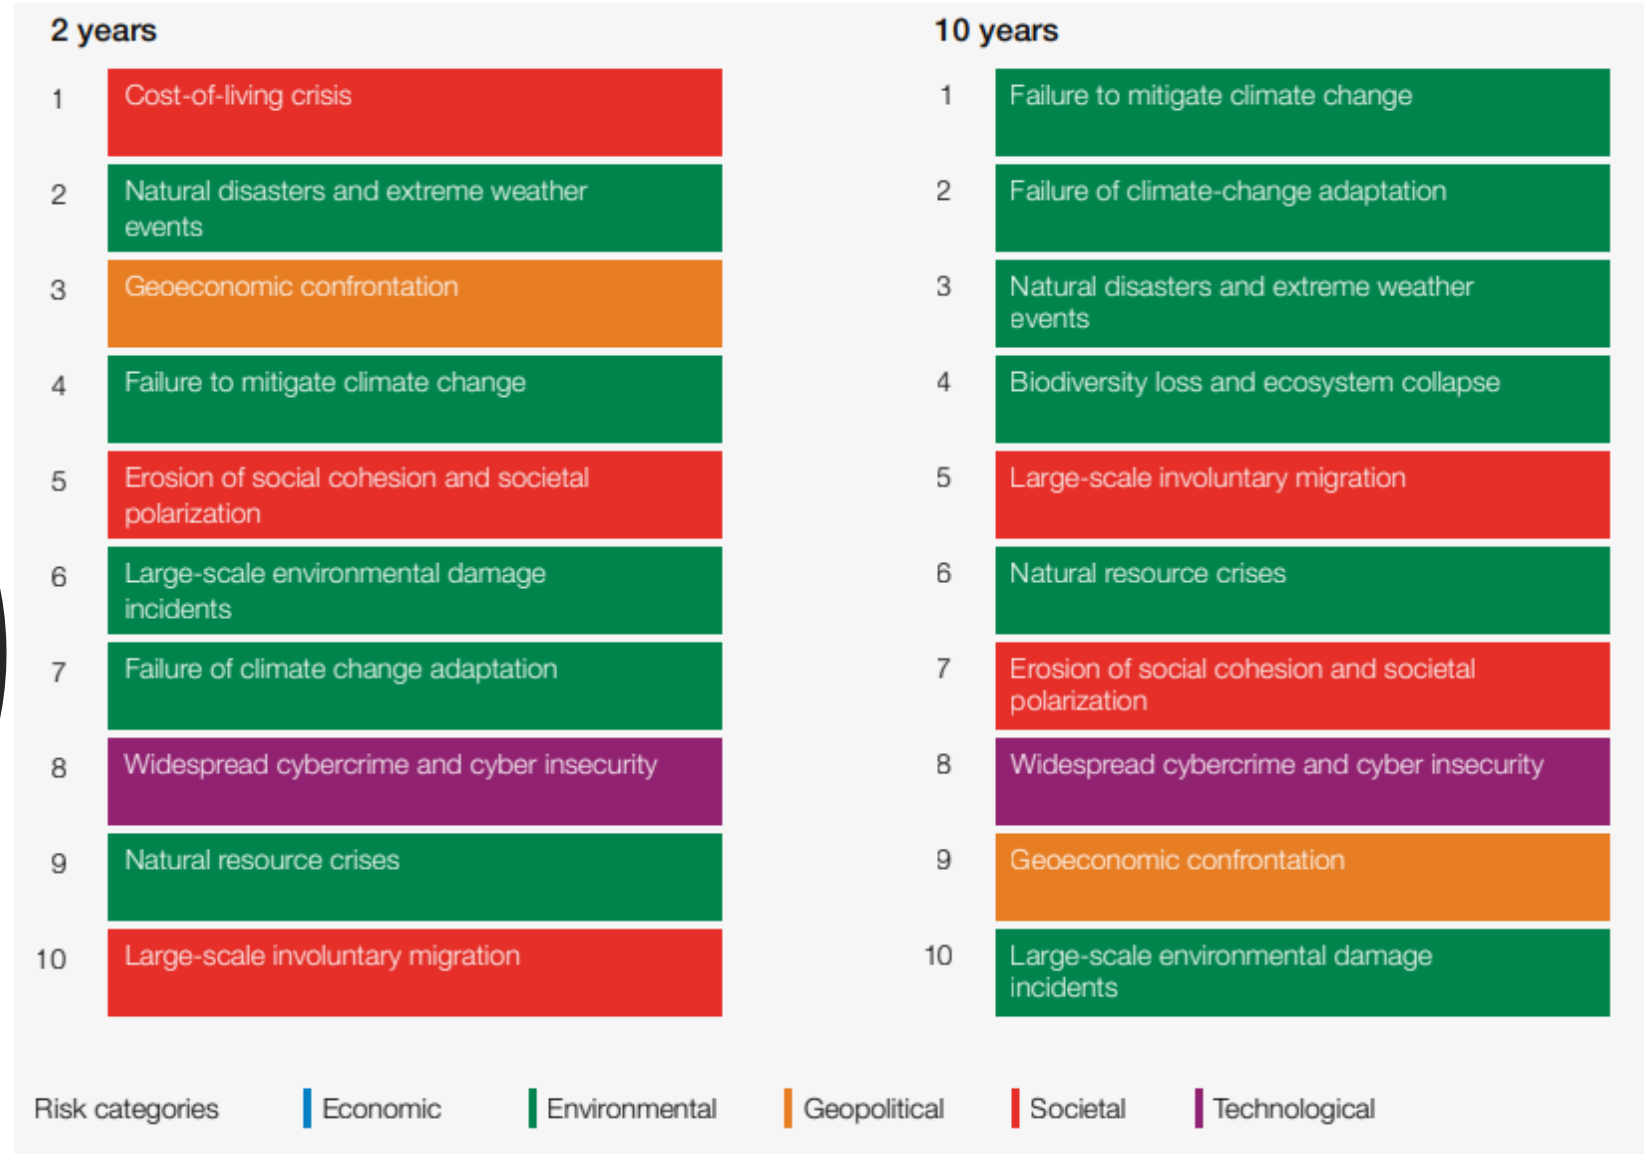 2 years
1 Cost-of-living crisis
2 Natural disasters and extreme weather
events
3 Geoeconomic confrontation
4 Failure to mitigate climate change
5 Erosion of social cohesion and societal
polarization
6 Large-scale environmental damage
incidents
7 Failure of climate change adaptation
8 Widespread cybercrime and cyber insecurity
9 Natural resource crises
10 Large-scale involuntary migration
10 years
1 Failure to mitigate climate change
2 Failure of climate-change adaptation
3 Natural disasters and extreme weather
events
4 Biodiversity loss and ecosystem collapse
5 Large-scale involuntary migration
6 Natural resource crises
7 Erosion of social cohesion and societal
polarization
8 Widespread cybercrime and cyber insecurity
9 Geoeconomic confrontation
10 Large-scale environmental damage
incidents
Risk categories Economic Environmental Geopolitical Societal Technological